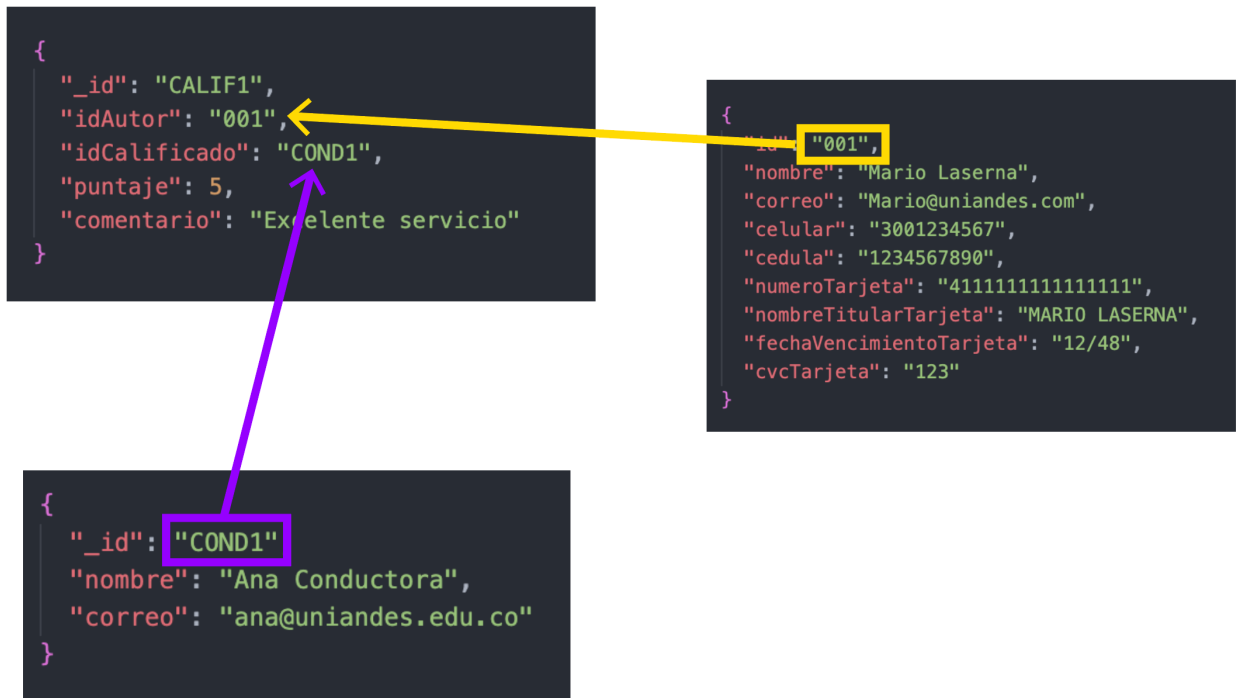 {
"_id": "CALIF1",
"idAutor": "001",
"idCalificado": "COND1",
"puntaje": 5,
"comentario": "Excelente servicio"
}
{
"id": "001",
"nombre": "Mario Laserna",
"correo": "Mario@uniandes.com",
"celular": "3001234567",
"cedula": "1234567890",
"numeroTarjeta": "4111111111111111",
"nombreTitularTarjeta": "MARIO LASERNA",
"fechaVencimientoTarjeta": "12/48",
"cvcTarjeta": "123"
}
{
"_id": "COND1"
"nombre": "Ana Conductora",
"correo": "ana@uniandes.edu.co"
}